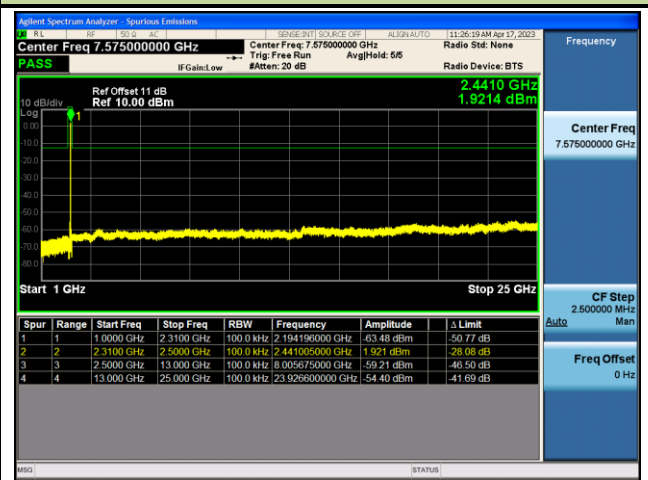 Agilent Spectrum Analyzer - Spurious Emissions
RL RF 50 Ω AC SENSE:INT SOURCE OFF ALIGN AUTO 11:26:19 AM Apr 17, 2023
Center Freq 7.575000000 GHz
Center Freq: 7.575000000 GHz
Radio Std: None
Trig: Free Run Avg|Hold: 5/5
PASS
IFGain:Low
#Atten: 20 dB
Radio Device: BTS
2.4410 GHz
1.9214 dBm
Ref Offset 11 dB
10 dB/div Ref 10.00 dBm
Log
1
0.00
-10.0
-20.0
-30.0
-40.0
-50.0
-60.0
-70.0
-80.0
Start 1 GHz Stop 25 GHz
Spur Range Start Freq Stop Freq RBW Frequency Amplitude Δ Limit
1 1 1.0000 GHz 2.3100 GHz 100.0 kHz 2.194196000 GHz -63.48 dBm -50.77 dB
2 2 2.3100 GHz 2.5000 GHz 100.0 kHz 2.441005000 GHz 1.921 dBm -28.08 dB
3 3 2.5000 GHz 13.000 GHz 100.0 kHz 8.005675000 GHz -59.21 dBm -46.50 dB
4 4 13.000 GHz 25.000 GHz 100.0 kHz 23.926600000 GHz -54.40 dBm -41.69 dB
MSG STATUS
Frequency
Center Freq
7.575000000 GHz
CF Step
2.500000 MHz
Auto Man
Freq Offset
0 Hz